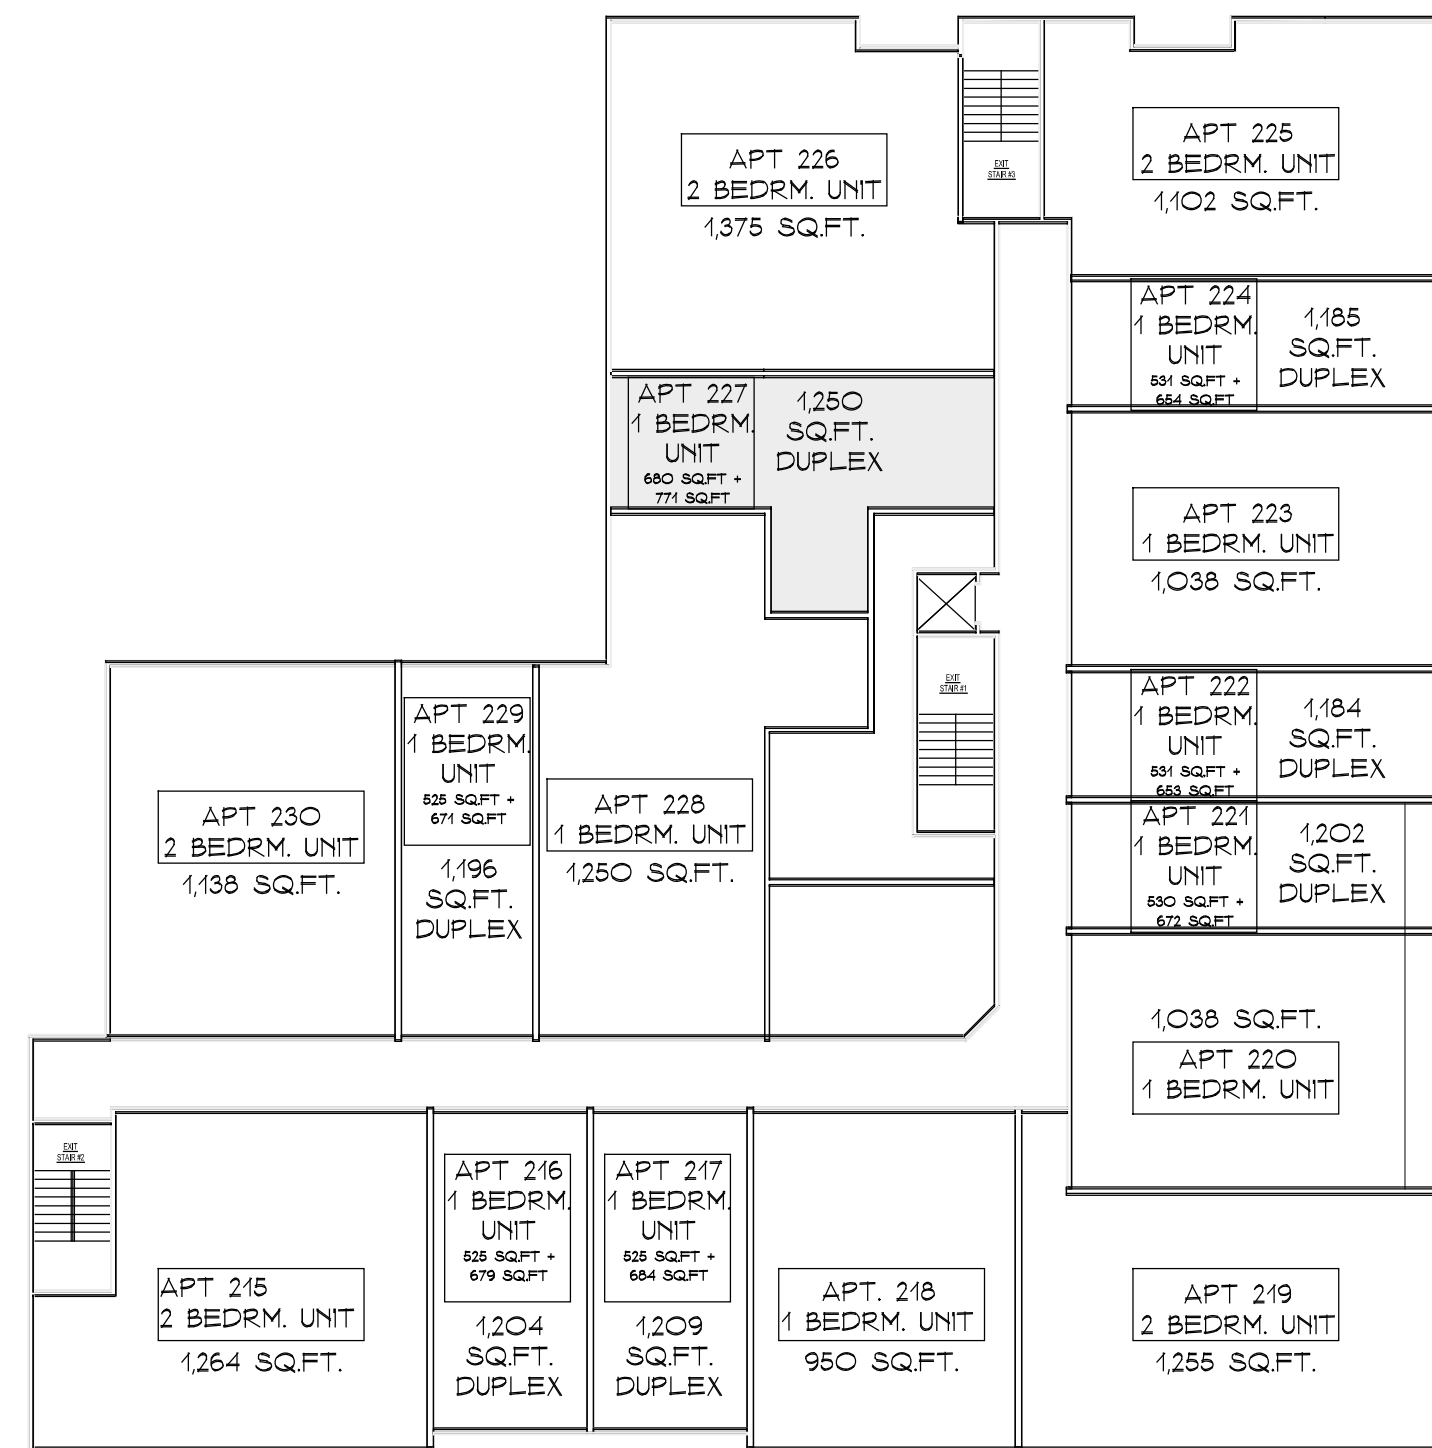 APT 226
2 BEDRM. UNIT
1,375 SQ.FT.
EXIT
STAIR #3
APT 225
2 BEDRM. UNIT
1,102 SQ.FT.
APT 224
1 BEDRM.
UNIT
531 SQ.FT +
654 SQ.FT
1,185
SQ.FT.
DUPLEX
APT 227
1 BEDRM.
UNIT
680 SQ.FT +
771 SQ.FT
1,250
SQ.FT.
DUPLEX
APT 223
1 BEDRM. UNIT
1,038 SQ.FT.
EXIT
STAIR #1
APT 222
1 BEDRM.
UNIT
531 SQ.FT +
653 SQ.FT
1,184
SQ.FT.
DUPLEX
APT 230
2 BEDRM. UNIT
1,138 SQ.FT.
APT 229
1 BEDRM.
UNIT
525 SQ.FT +
671 SQ.FT
1,196
SQ.FT.
DUPLEX
APT 228
1 BEDRM. UNIT
1,250 SQ.FT.
APT 221
1 BEDRM.
UNIT
530 SQ.FT +
672 SQ.FT
1,202
SQ.FT.
DUPLEX
1,038 SQ.FT.
APT 220
1 BEDRM. UNIT
EXIT
STAIR #2
APT 215
2 BEDRM. UNIT
1,264 SQ.FT.
APT 216
1 BEDRM.
UNIT
525 SQ.FT +
679 SQ.FT
1,204
SQ.FT.
DUPLEX
APT 217
1 BEDRM.
UNIT
525 SQ.FT +
684 SQ.FT
1,209
SQ.FT.
DUPLEX
APT. 218
1 BEDRM. UNIT
950 SQ.FT.
APT 219
2 BEDRM. UNIT
1,255 SQ.FT.